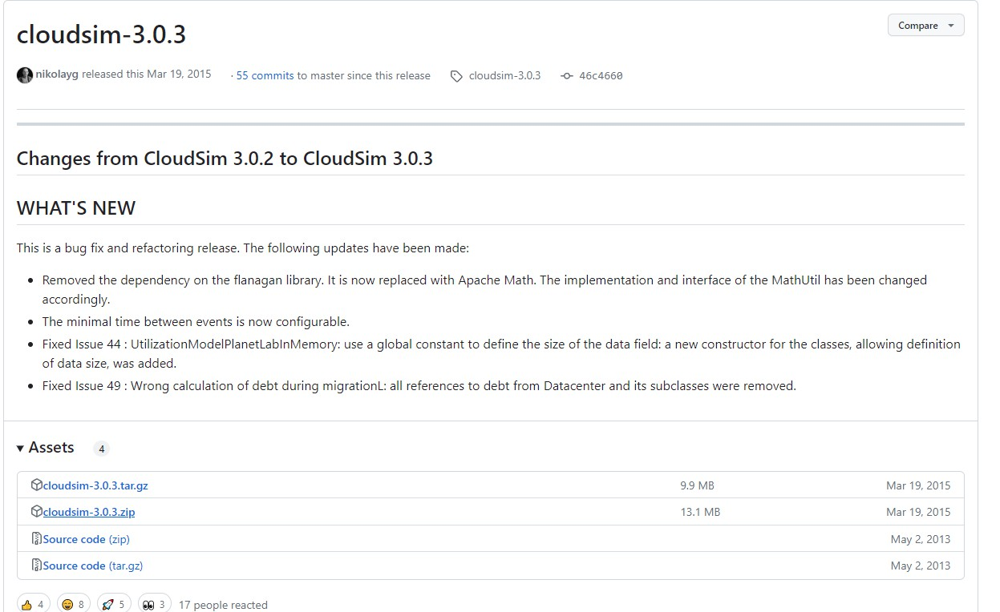 cloudsim-3.0.3
Compare
nikolayg released this Mar 19, 2015 · 55 commits to master since this release cloudsim-3.0.3 46c4660
Changes from CloudSim 3.0.2 to CloudSim 3.0.3
WHAT'S NEW
This is a bug fix and refactoring release. The following updates have been made:
• Removed the dependency on the flanagan library. It is now replaced with Apache Math. The implementation and interface of the MathUtil has been changed
accordingly.
• The minimal time between events is now configurable.
• Fixed Issue 44 : UtilizationModelPlanetLabInMemory: use a global constant to define the size of the data field: a new constructor for the classes, allowing definition
of data size, was added.
• Fixed Issue 49 : Wrong calculation of debt during migrationL: all references to debt from Datacenter and its subclasses were removed.
Assets 4
cloudsim-3.0.3.tar.gz 9.9 MB Mar 19, 2015
cloudsim-3.0.3.zip 13.1 MB Mar 19, 2015
Source code (zip) May 2, 2013
Source code (tar.gz) May 2, 2013
4 8 5 3 17 people reacted